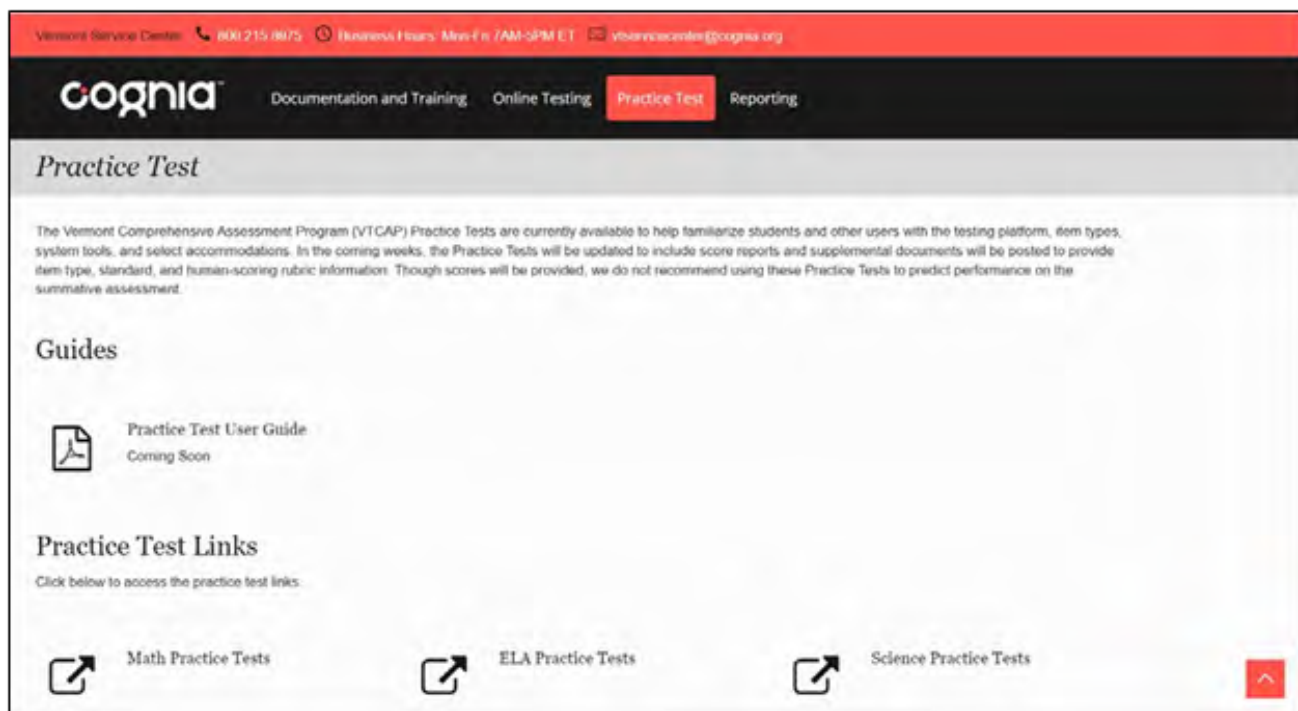 Vermont Service Center 800.215.8975 Business Hours: Mon-Fri 7AM-5PM ET vtservicecenter@cognia.org
cognia Documentation and Training Online Testing Practice Test Reporting
Practice Test
The Vermont Comprehensive Assessment Program (VTCAP) Practice Tests are currently available to help familiarize students and other users with the testing platform, item types,
system tools, and select accommodations. In the coming weeks, the Practice Tests will be updated to include score reports and supplemental documents will be posted to provide
item type, standard, and human-scoring rubric information. Though scores will be provided, we do not recommend using these Practice Tests to predict performance on the
summative assessment.
Guides
Practice Test User Guide
Coming Soon
Practice Test Links
Click below to access the practice test links.
Math Practice Tests ELA Practice Tests Science Practice Tests